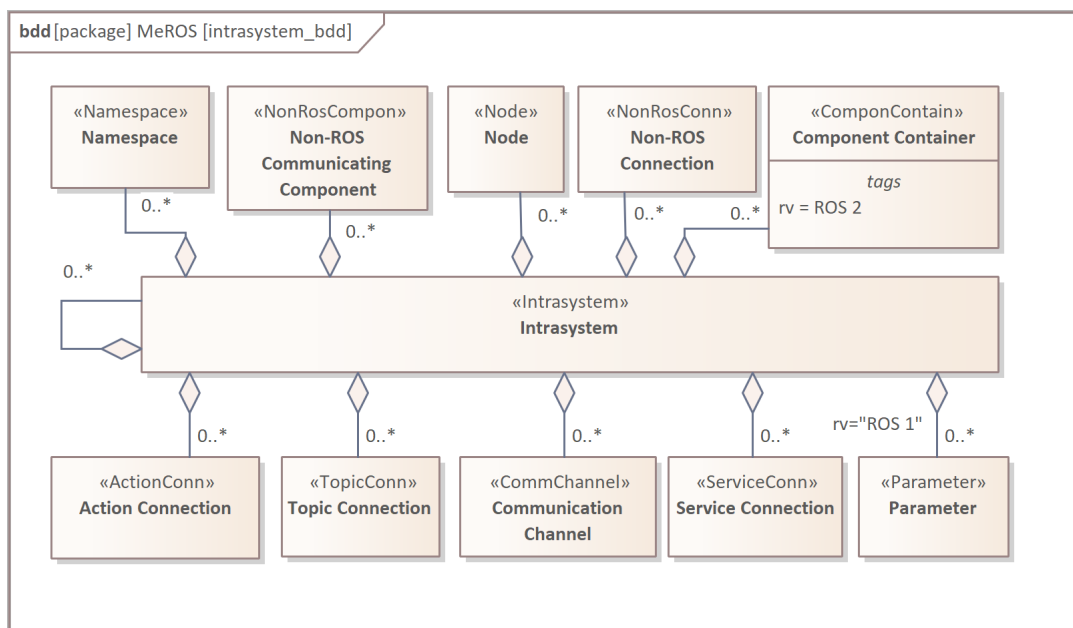 bdd [package] MeROS [intrasystem_bdd]
«Namespace»
Namespace
«NonRosCompon»
Non-ROS
Communicating
Component
«Node»
Node
«NonRosConn»
Non-ROS
Connection
«ComponContain»
Component Container
tags
rv = ROS 2
0..*
0..*
0..*
0..*
0..*
0..*
«Intrasystem»
Intrasystem
0..*
0..*
0..*
0..*
rv="ROS 1"
0..*
«ActionConn»
Action Connection
«TopicConn»
Topic Connection
«CommChannel»
Communication
Channel
«ServiceConn»
Service Connection
«Parameter»
Parameter